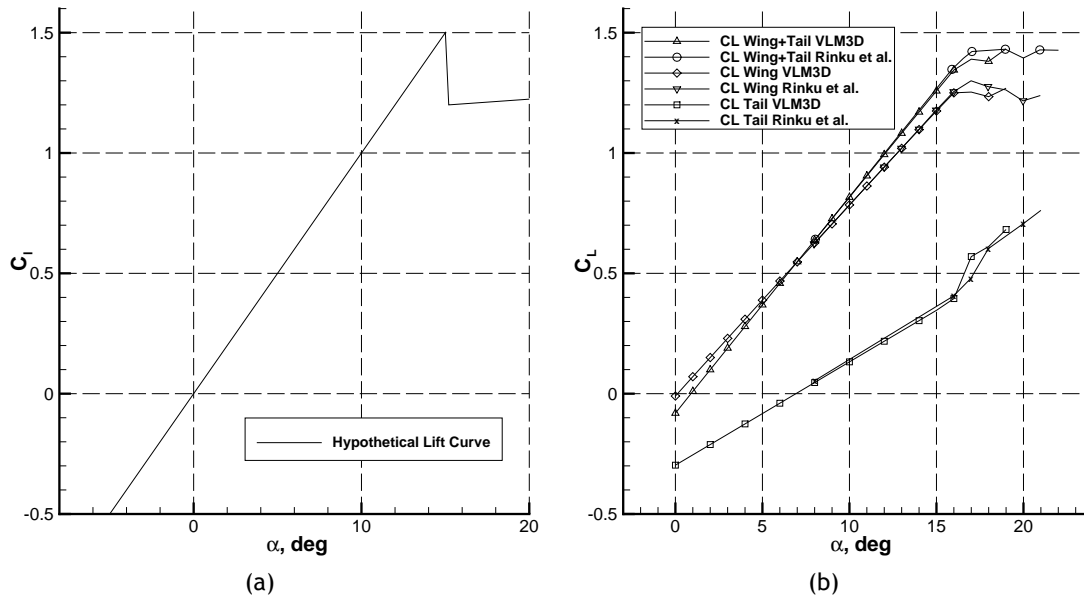 1.5
1
0.5
0
-0.5
C_l
0
10
20
α, deg
Hypothetical Lift Curve
(a)
1.5
1
0.5
0
-0.5
C_L
0
5
10
15
20
α, deg
CL Wing+Tail VLM3D
CL Wing+Tail Rinku et al.
CL Wing VLM3D
CL Wing Rinku et al.
CL Tail VLM3D
CL Tail Rinku et al.
(b)